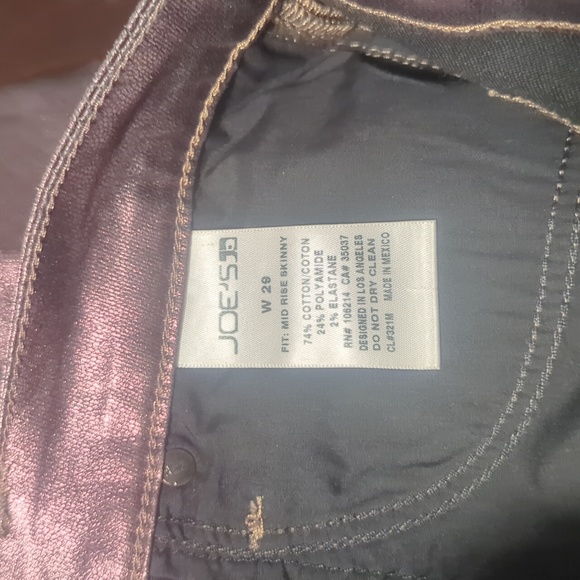 JOE'S
W 29
FIT: MID RISE SKINNY
74% COTTON/COTON
24% POLYAMIDE
2% ELASTANE
RN# 106214 CA# 35037
DESIGNED IN LOS ANGELES
DO NOT DRY CLEAN
CL#321M MADE IN MEXICO